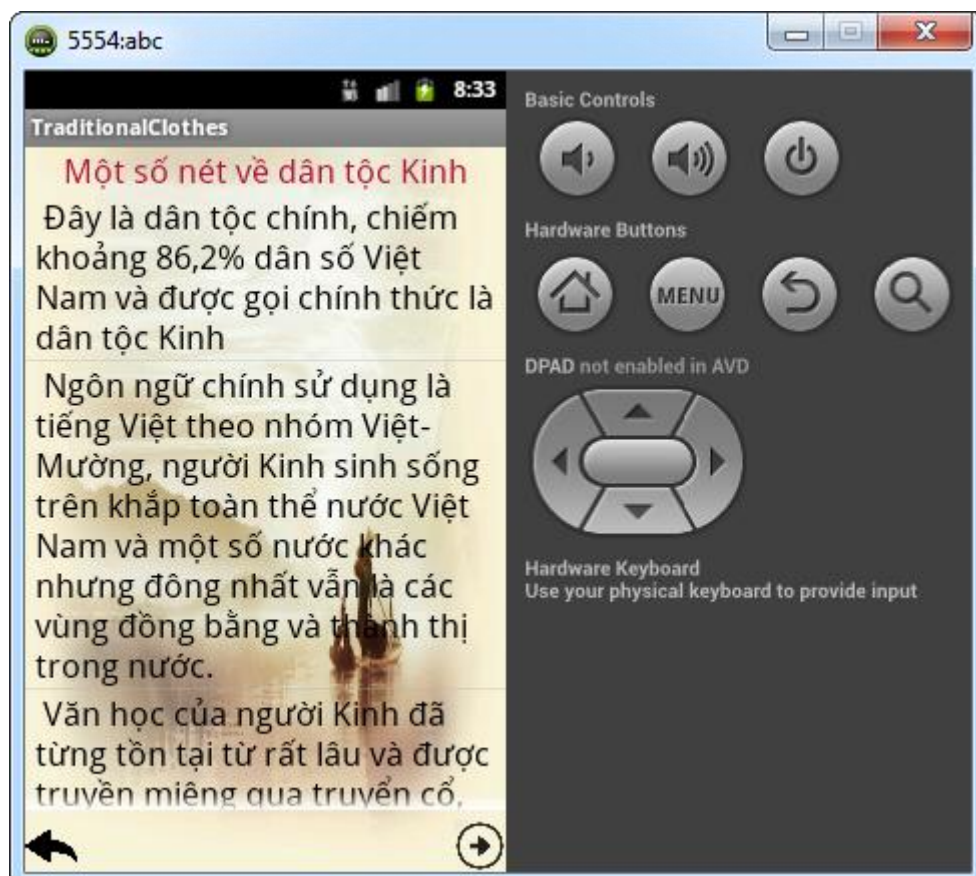 5554:abc
8:33
TraditionalClothes
Một số nét về dân tộc Kinh
Đây là dân tộc chính, chiếm
khoảng 86,2% dân số Việt
Nam và được gọi chính thức là
dân tộc Kinh
Ngôn ngữ chính sử dụng là
tiếng Việt theo nhóm Việt-
Mường, người Kinh sinh sống
trên khắp toàn thể nước Việt
Nam và một số nước khác
nhưng đông nhất vẫn là các
vùng đồng bằng và thành thị
trong nước.
Văn học của người Kinh đã
từng tồn tại từ rất lâu và được
truyền miệng qua truyển cổ,
Basic Controls
Hardware Buttons
MENU
DPAD not enabled in AVD
Hardware Keyboard
Use your physical keyboard to provide input